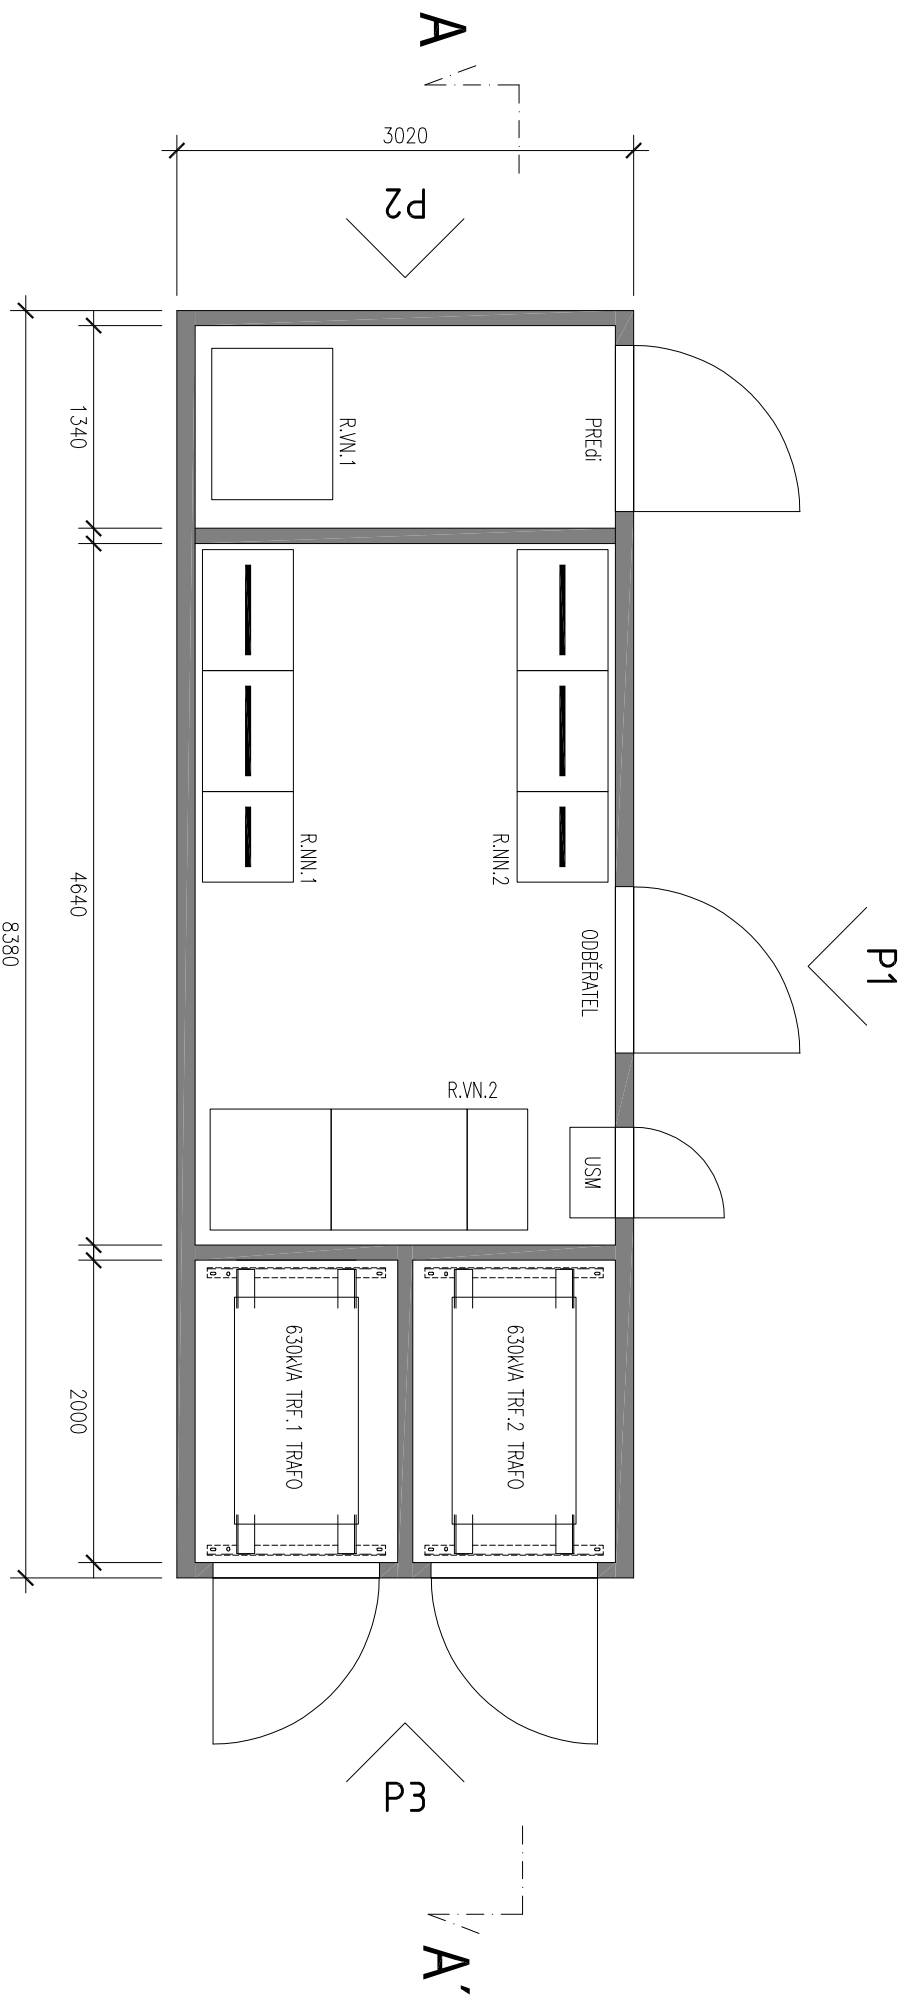 A
3020
P2
1340
R.VN.1
PREdi
4640
8380
R.NN.1
R.NN.2
ODBĚRATEL
P1
R.VN.2
USM
2000
630kVA TRF.1 TRAFO
630kVA TRF.2 TRAFO
P3
A'